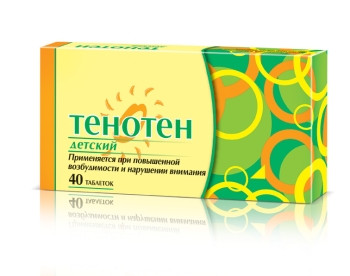 ТЕНОТЕН
детский
Применяется при повышенной
возбудимости и нарушении внимания
40 ТАБЛЕТОК